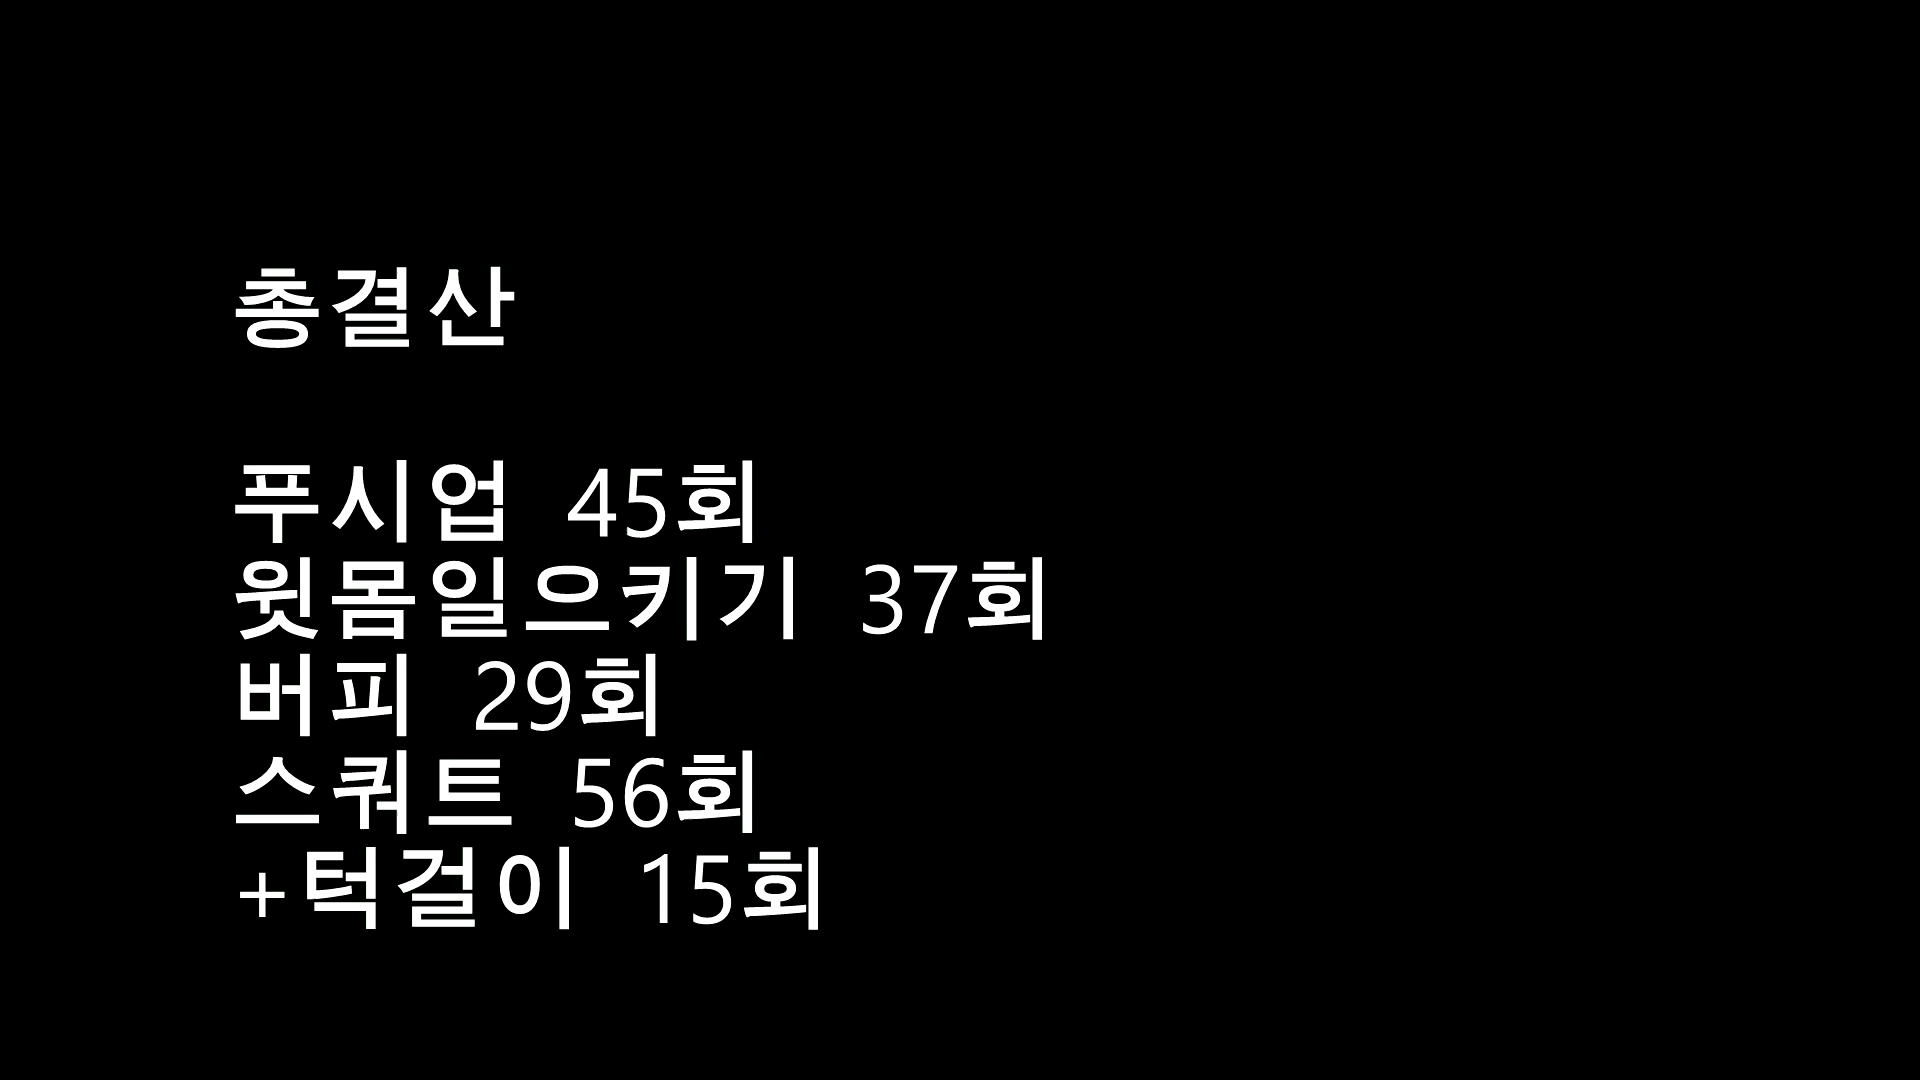 총결산
푸시업 45회
윗몸일으키기 37회
버피 29회
스쿼트 56회
+턱걸이 15회